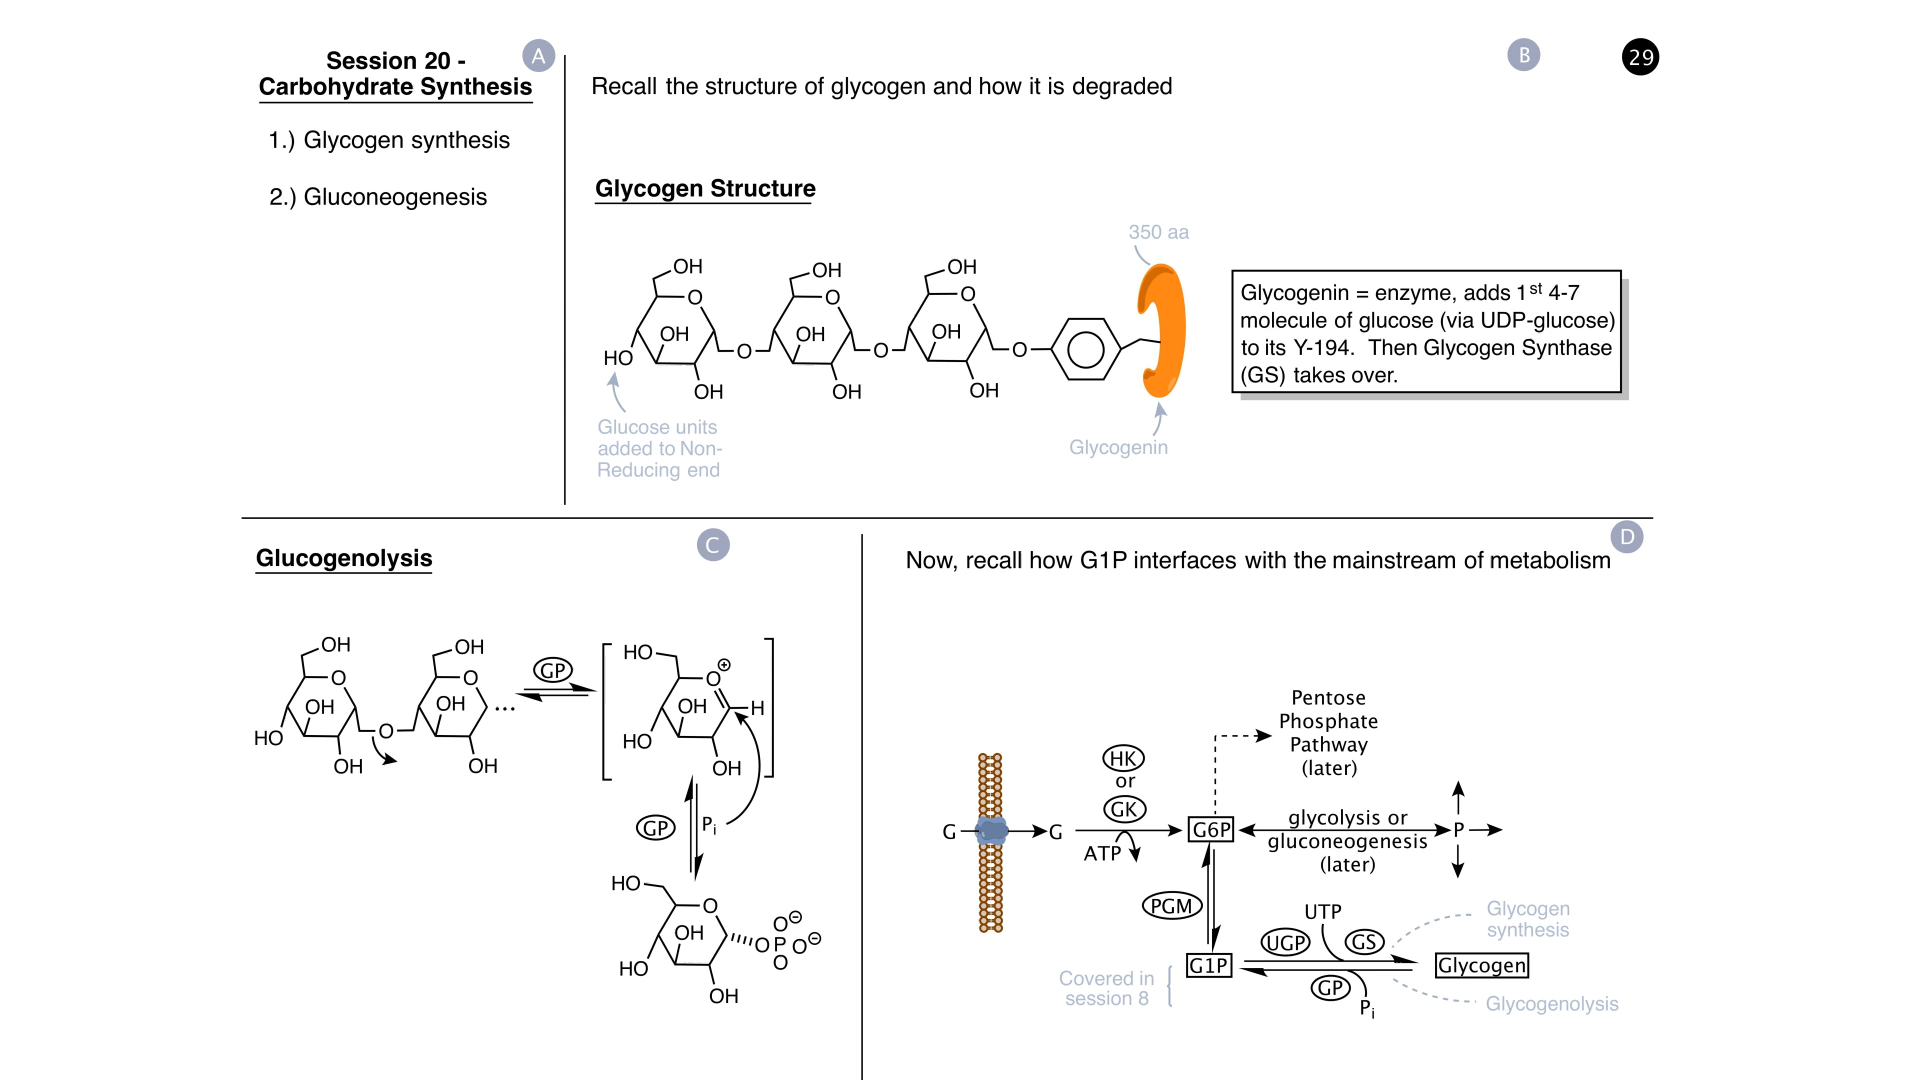 Session 20 -
Carbohydrate Synthesis
A
1.) Glycogen synthesis
2.) Gluconeogenesis
B
29
Recall the structure of glycogen and how it is degraded
Glycogen Structure
350 aa
OH
OH
OH
O
O
O
OH
OH
OH
HO
O
O
O
OH
OH
OH
Glucose units
added to Non-
Reducing end
Glycogenin
Glycogenin = enzyme, adds 1st 4-7
molecule of glucose (via UDP-glucose)
to its Y-194. Then Glycogen Synthase
(GS) takes over.
Glucogenolysis
C
OH
OH
O
O
OH
OH
...
HO
O
OH
OH
GP
HO
O
+
OH
H
HO
OH
GP
Pi
HO
O
OH
O
P
O
O
O
HO
OH
D
Now, recall how G1P interfaces with the mainstream of metabolism
Pentose
Phosphate
Pathway
(later)
HK
or
GK
G
G
ATP
G6P
glycolysis or
gluconeogenesis
(later)
P
PGM
UTP
UGP
GS
Glycogen
synthesis
G1P
Glycogen
Covered in
session 8
GP
Pi
Glycogenolysis